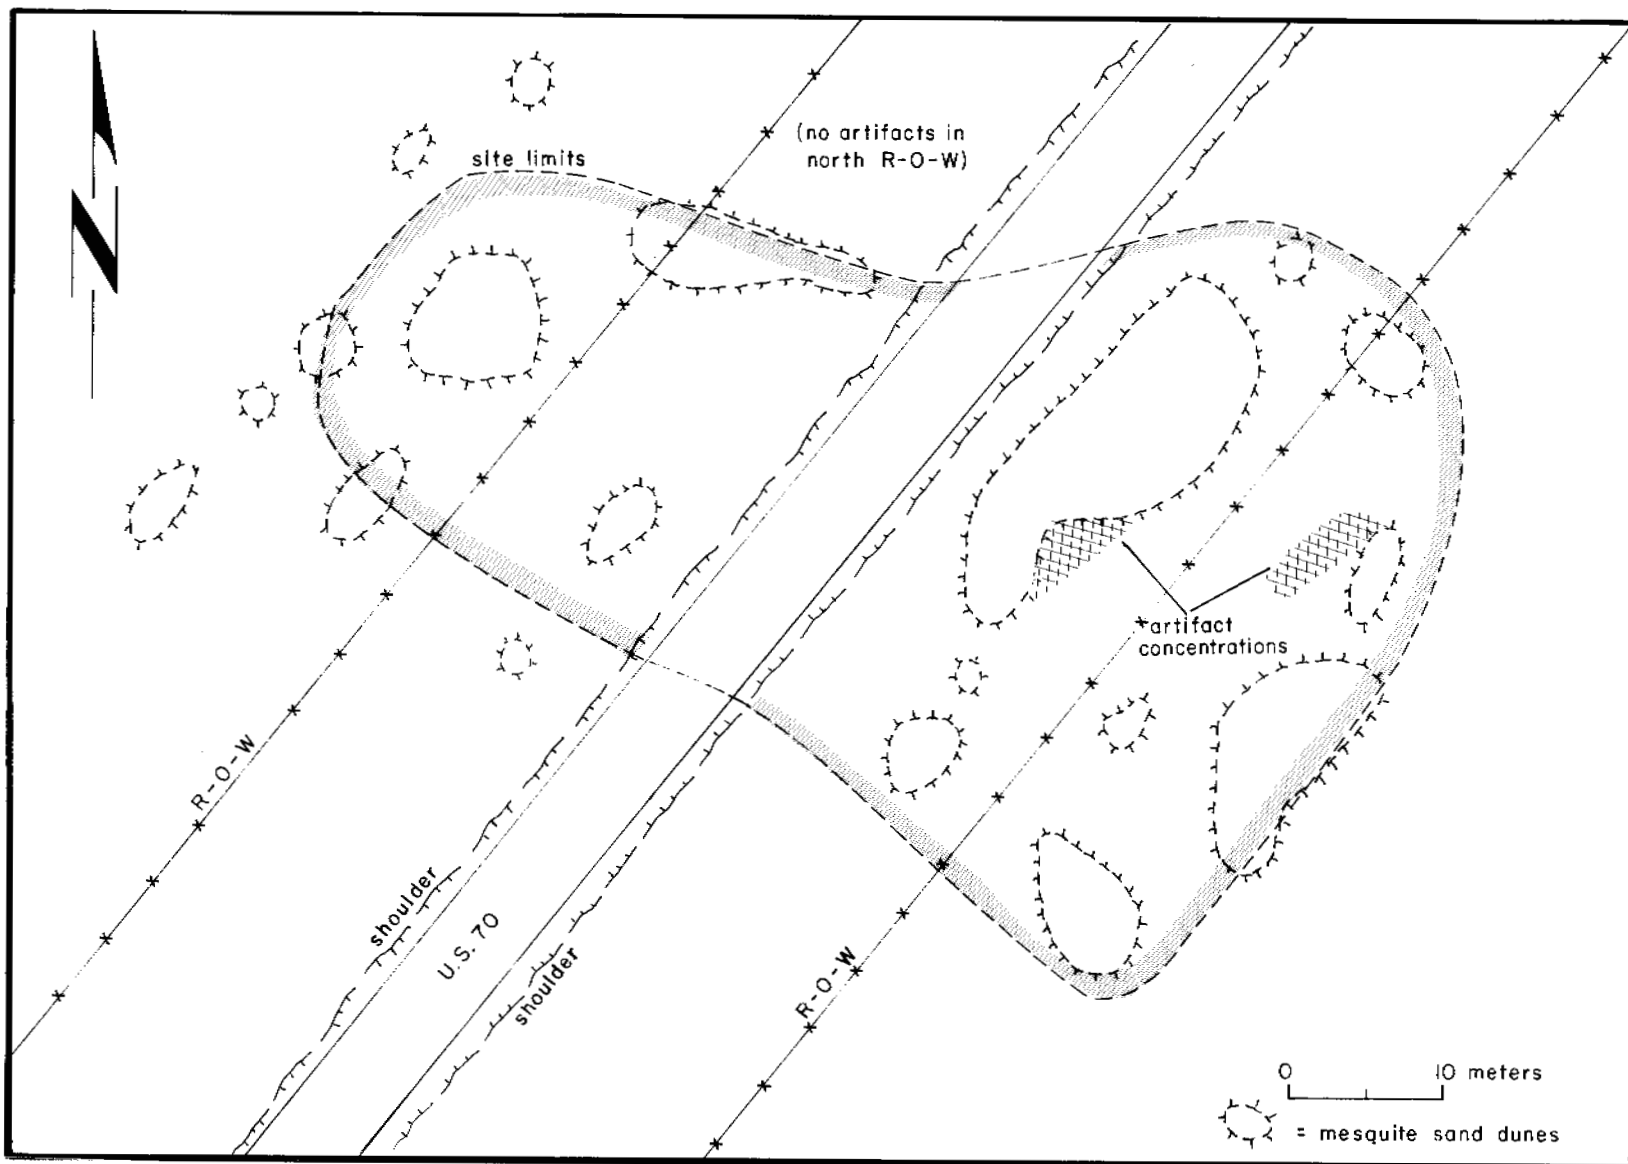 (no artifacts in
north R-O-W)
site limits
N
artifact
concentrations
R-O-W
shoulder
U.S. 70
shoulder
R-O-W
0 10 meters
= mesquite sand dunes